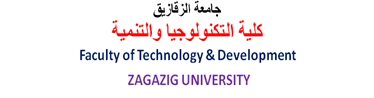 جامعة الزقازيق
كلية التكنولوجيا والتنمية
Faculty of Technology & Development
ZAGAZIG UNIVERSITY